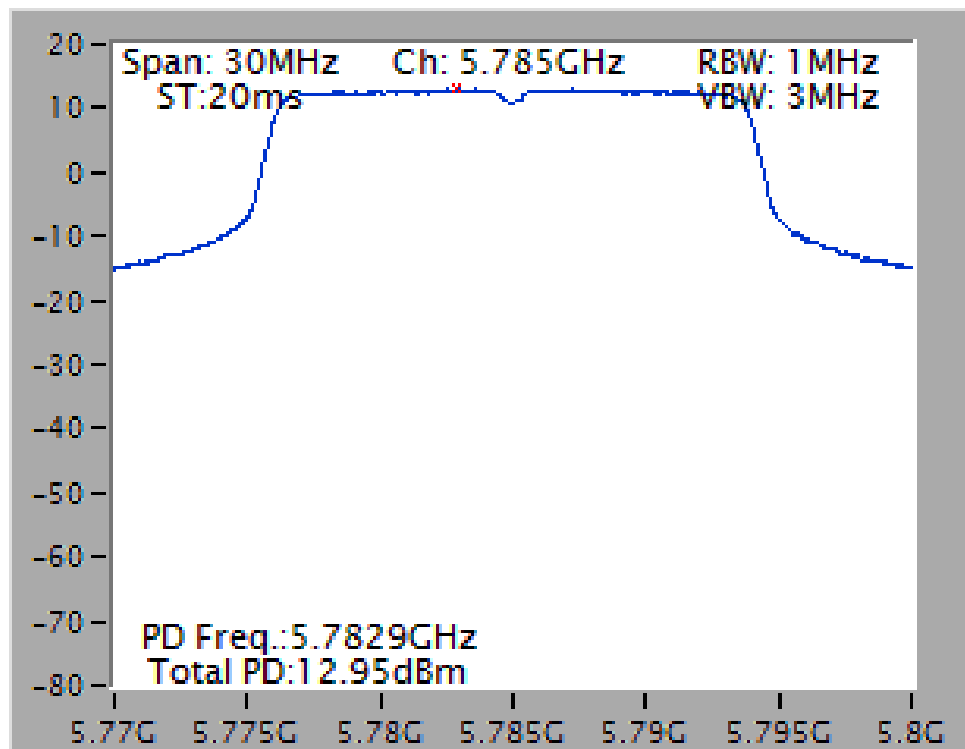 20
10
0
-10
-20
-30
-40
-50
-60
-70
-80
Span: 30MHz Ch: 5.785GHz RBW: 1MHz
ST:20ms VBW: 3MHz
PD Freq.:5.7829GHz
Total PD:12.95dBm
5.77G 5.775G 5.78G 5.785G 5.79G 5.795G 5.8G